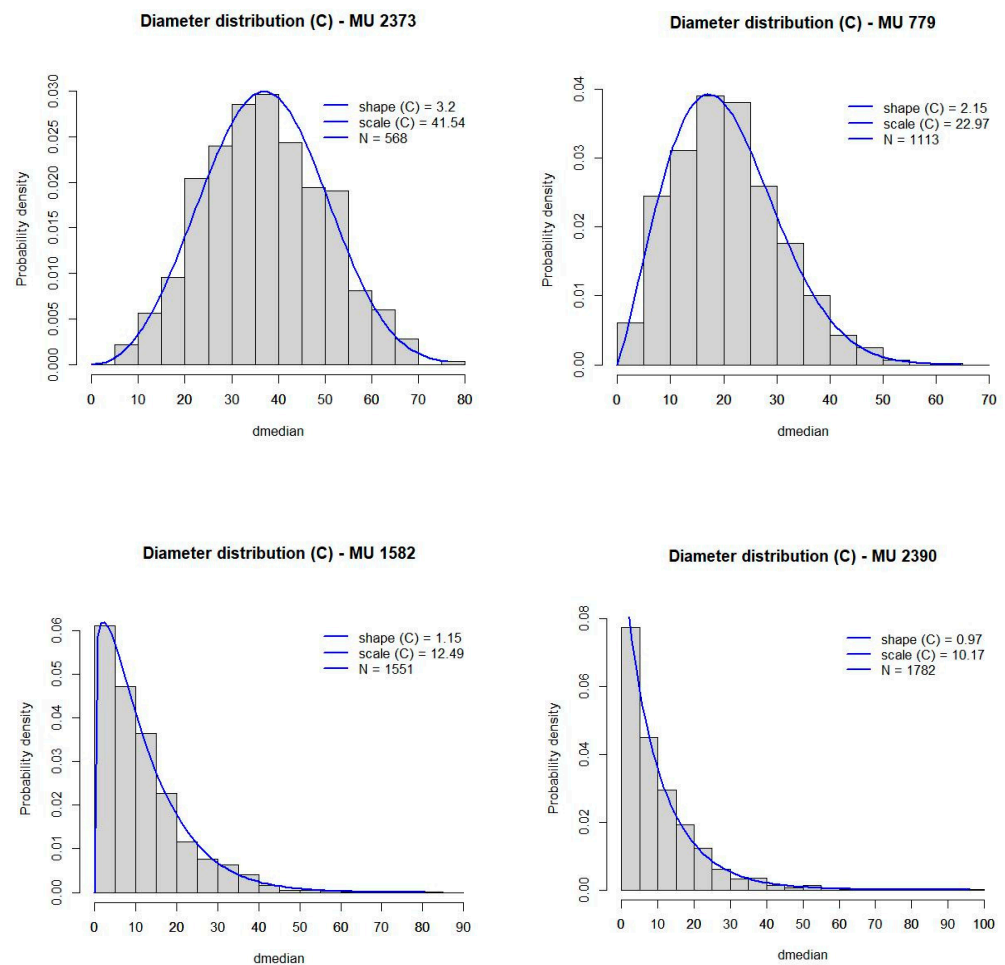 Diameter distribution (C) - MU 2373
shape (C) = 3.2
scale (C) = 41.54
N = 568
Probability density
0.000 0.005 0.010 0.015 0.020 0.025 0.030
0 10 20 30 40 50 60 70 80
dmedian
Diameter distribution (C) - MU 779
shape (C) = 2.15
scale (C) = 22.97
N = 1113
Probability density
0.00 0.01 0.02 0.03 0.04
0 10 20 30 40 50 60 70
dmedian
Diameter distribution (C) - MU 1582
shape (C) = 1.15
scale (C) = 12.49
N = 1551
Probability density
0.00 0.01 0.02 0.03 0.04 0.05 0.06
0 10 20 30 40 50 60 70 80 90
dmedian
Diameter distribution (C) - MU 2390
shape (C) = 0.97
scale (C) = 10.17
N = 1782
Probability density
0.00 0.02 0.04 0.06 0.08
0 10 20 30 40 50 60 70 80 90 100
dmedian